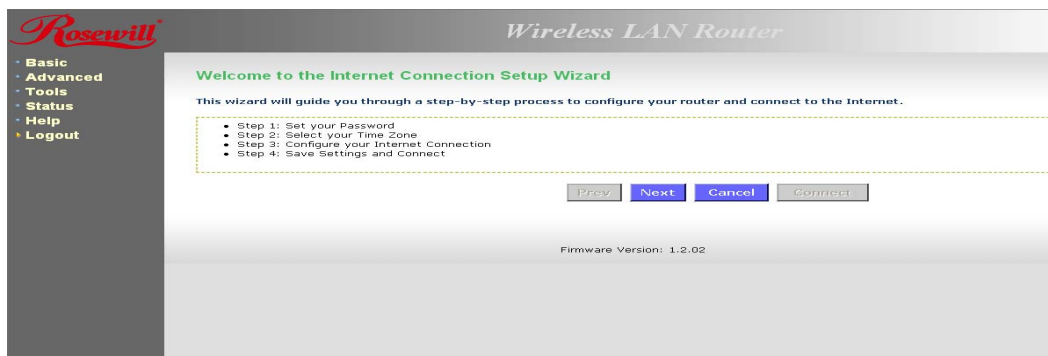 Rosewill
Wireless LAN Router
Basic
Advanced
Tools
Status
Help
Logout
Welcome to the Internet Connection Setup Wizard
This wizard will guide you through a step-by-step process to configure your router and connect to the Internet.
Step 1: Set your Password
Step 2: Select your Time Zone
Step 3: Configure your Internet Connection
Step 4: Save Settings and Connect
Prev Next Cancel Connect
Firmware Version: 1.2.02